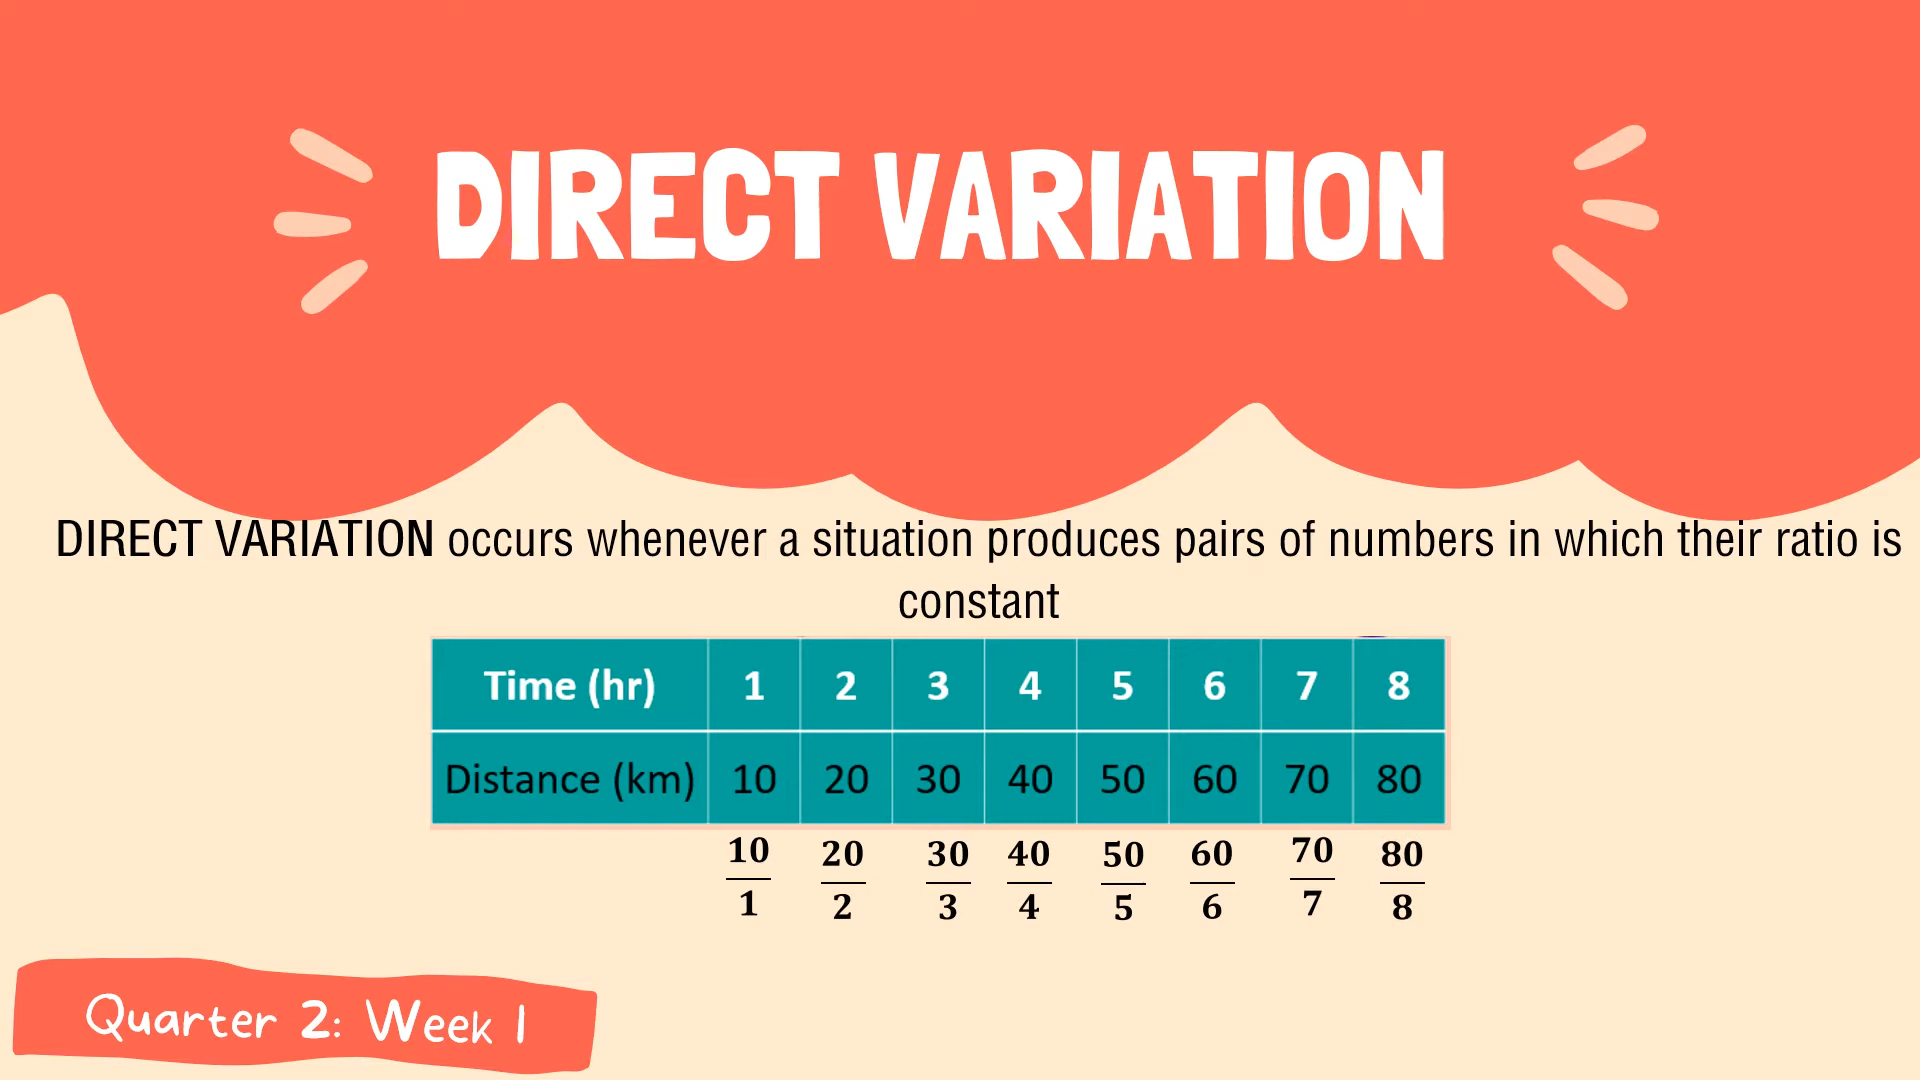 DIRECT VARIATION
DIRECT VARIATION occurs whenever a situation produces pairs of numbers in which their ratio is
constant
Time (hr) 1 2 3 4 5 6 7 8
Distance (km) 10 20 30 40 50 60 70 80
10 20 30 40 50 60 70 80
1 2 3 4 5 6 7 8
Quarter 2: Week 1